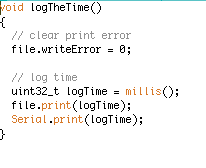 void logTheTime()
{
  // clear print error
  file.writeError = 0;

  // log time
  uint32_t logTime = millis();
  file.print(logTime);
  Serial.print(logTime);
}